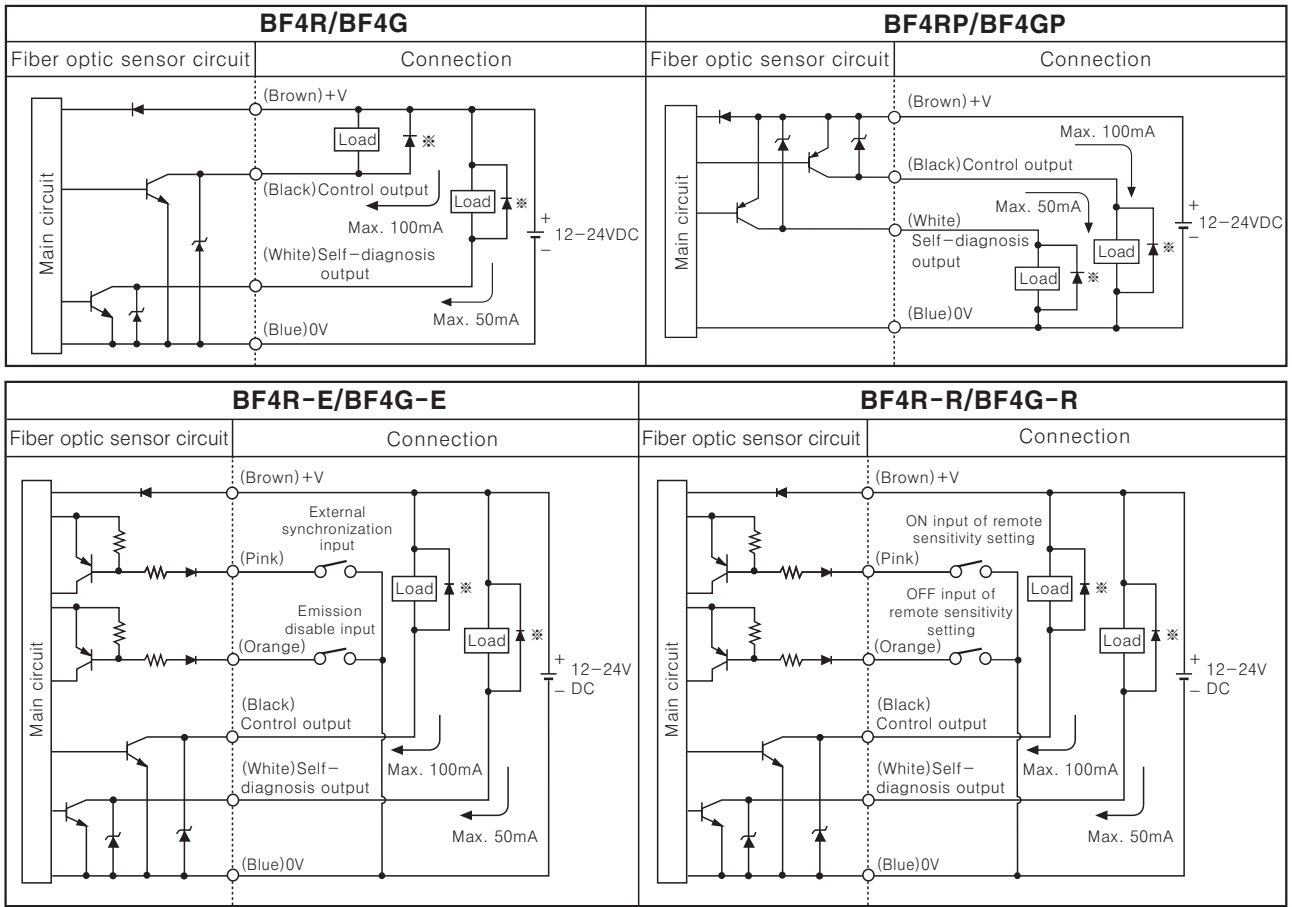 BF4R/BF4G
Fiber optic sensor circuit
Connection
Main circuit
(Brown)+V
Load
※
(Black)Control output
Max. 100mA
Load
※
(White)Self-diagnosis
output
Max. 50mA
(Blue)0V
+
12-24VDC
−
BF4RP/BF4GP
Fiber optic sensor circuit
Connection
Main circuit
(Brown)+V
Max. 100mA
(Black)Control output
Max. 50mA
(White)
Self-diagnosis
output
Load
※
Load
※
(Blue)0V
+
12-24VDC
−
BF4R-E/BF4G-E
Fiber optic sensor circuit
Connection
Main circuit
(Brown)+V
External
synchronization
input
(Pink)
Emission
disable input
(Orange)
Load
※
Load
※
(Black)
Control output
Max. 100mA
(White)Self-
diagnosis output
Max. 50mA
(Blue)0V
+
12-24V
− DC
BF4R-R/BF4G-R
Fiber optic sensor circuit
Connection
Main circuit
(Brown)+V
ON input of remote
sensitivity setting
(Pink)
OFF input of
remote sensitivity
setting
(Orange)
Load
※
Load
※
(Black)
Control output
Max. 100mA
(White)Self-
diagnosis output
Max. 50mA
(Blue)0V
+
12-24V
− DC